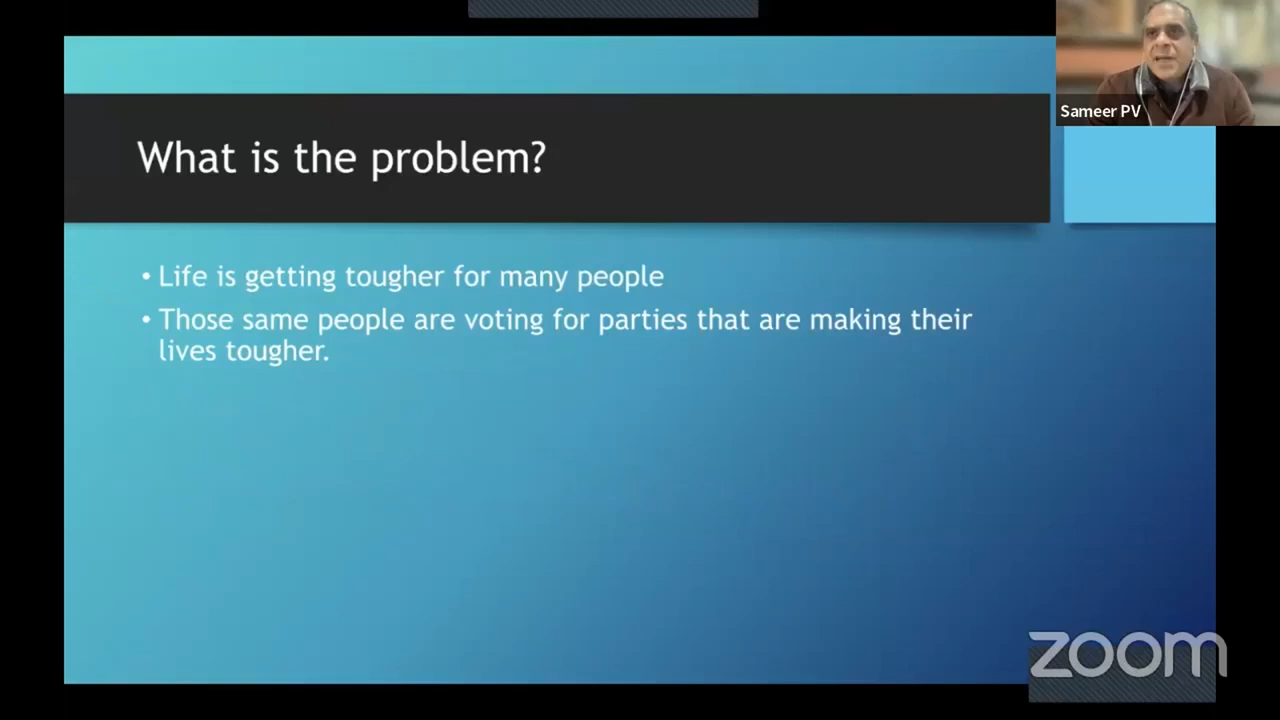 Sameer PV
What is the problem?
• Life is getting tougher for many people
• Those same people are voting for parties that are making their
lives tougher.
zoom